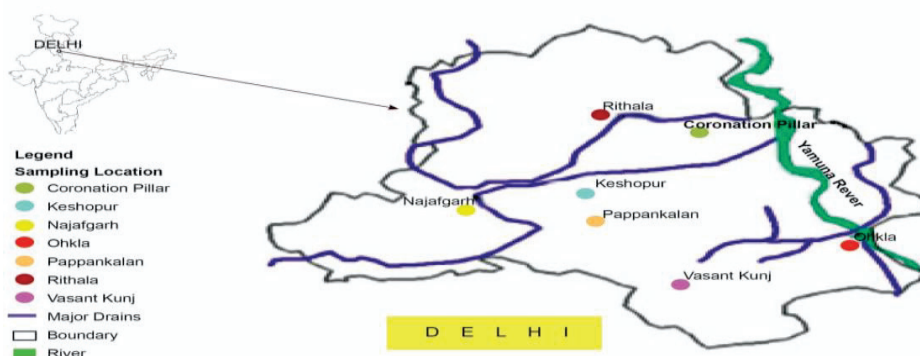 DELHI
Legend
Sampling Location
Coronation Pillar
Keshopur
Najafgarh
Ohkla
Pappankalan
Rithala
Vasant Kunj
Major Drains
Boundary
River
Rithala
Coronation Pillar
Yamuna Rever
Keshopur
Najafgarh
Pappankalan
Ohkla
Vasant Kunj
D E L H I